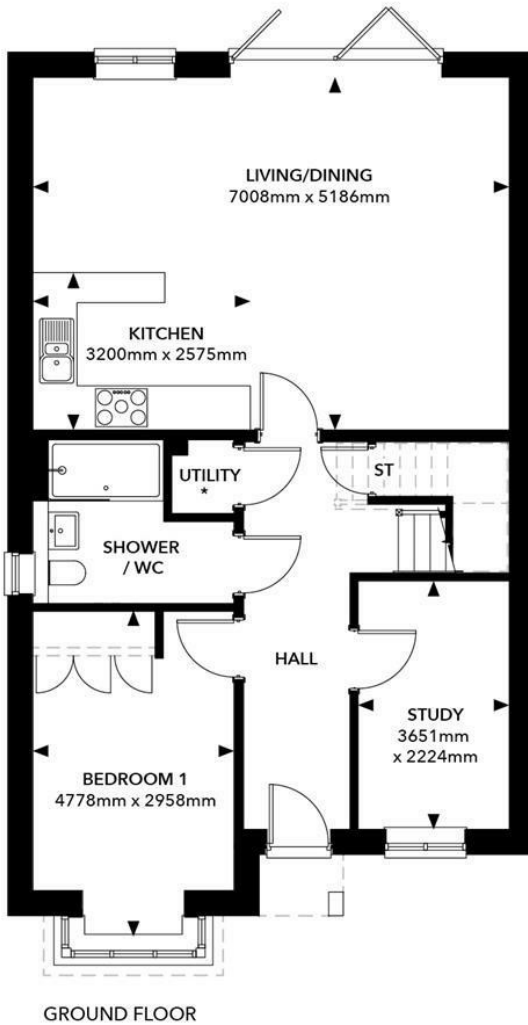 LIVING/DINING
7008mm x 5186mm
KITCHEN
3200mm x 2575mm
UTILITY
*
ST
SHOWER
/ WC
HALL
STUDY
3651mm
x 2224mm
BEDROOM 1
4778mm x 2958mm
GROUND FLOOR